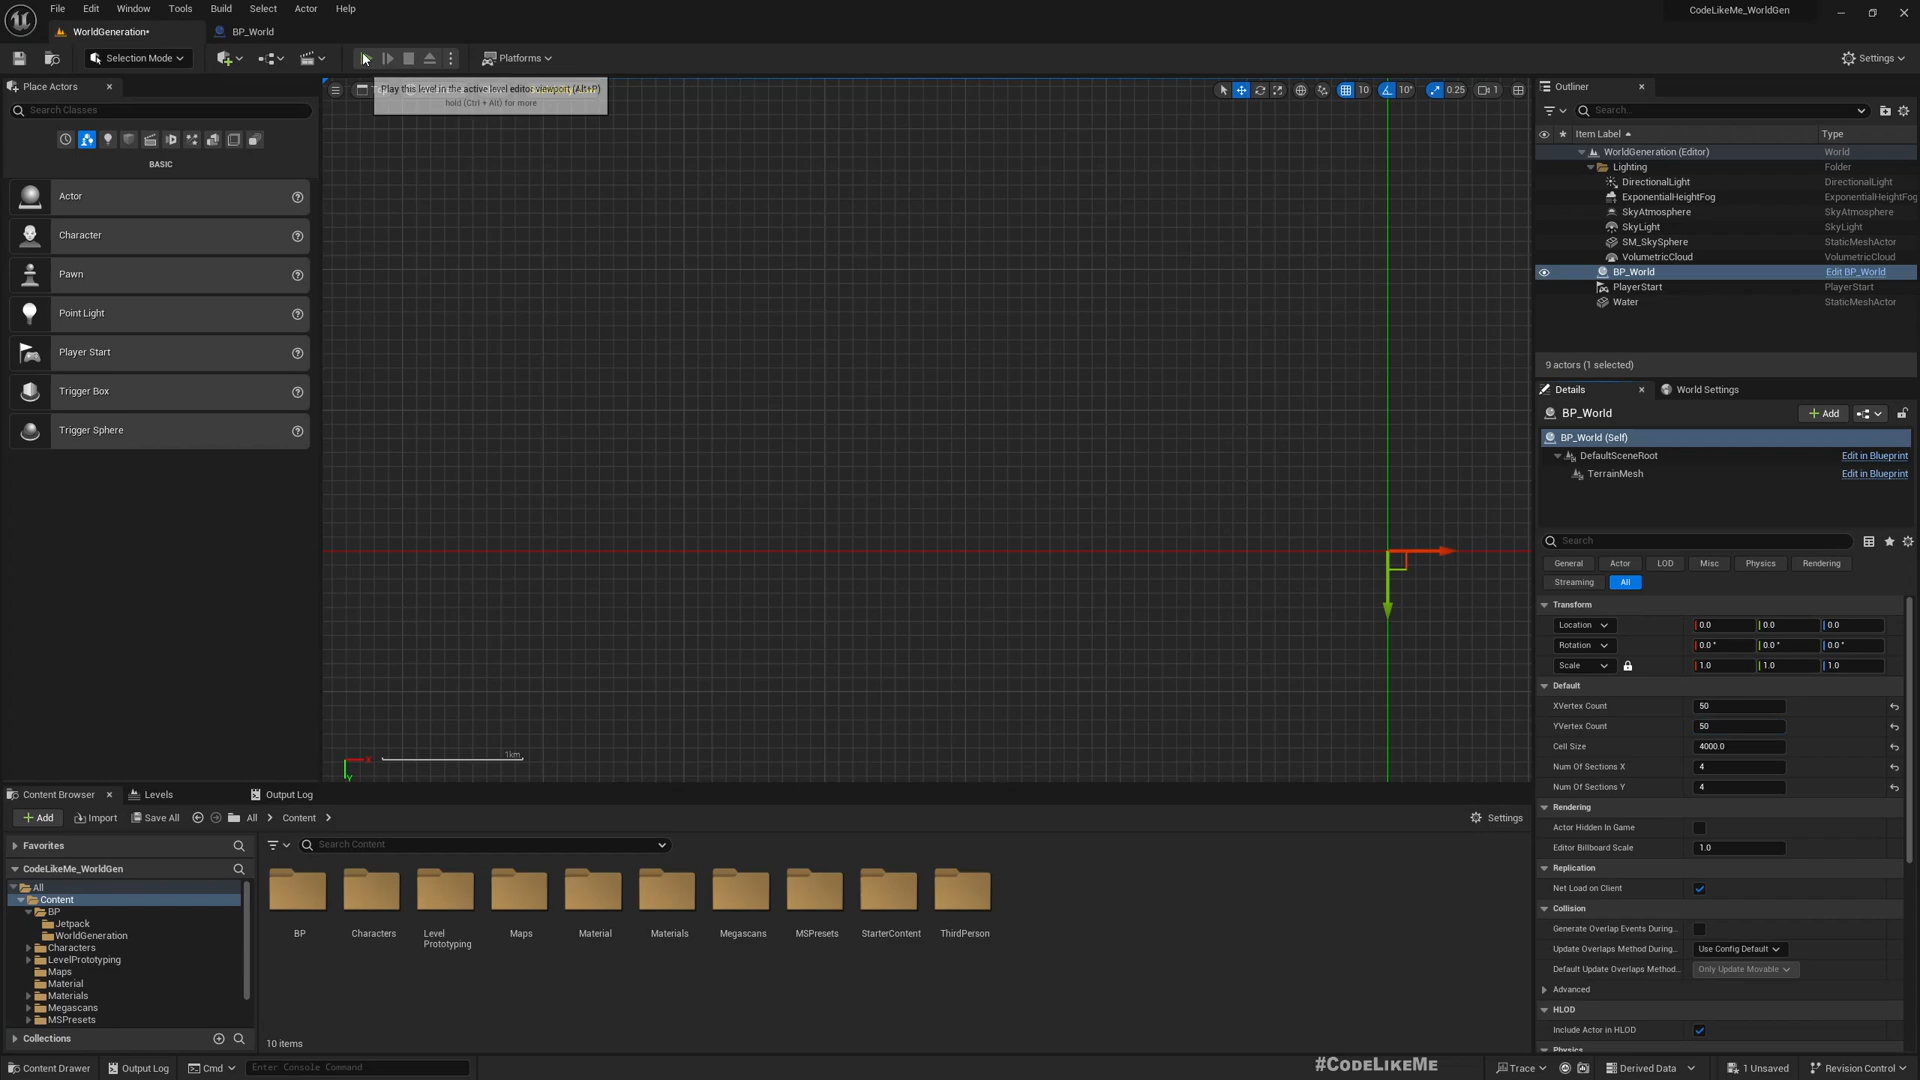 File Edit Window Tools Build Select Actor Help
CodeLikeMe_WorldGen
WorldGeneration*
BP_World
Selection Mode
Platforms
Settings
Place Actors
Play this level in the active level editor viewport (Alt+P)
hold (Ctrl + Alt) for more
10 10° 0.25 1
Outliner
Search Classes
Search...
Item Label Type
BASIC
WorldGeneration (Editor) World
Lighting Folder
DirectionalLight DirectionalLight
ExponentialHeightFog ExponentialHeightFog
SkyAtmosphere SkyAtmosphere
SkyLight SkyLight
SM_SkySphere StaticMeshActor
VolumetricCloud VolumetricCloud
BP_World Edit BP_World
PlayerStart PlayerStart
Water StaticMeshActor
Actor
Character
Pawn
Point Light
Player Start
Trigger Box
Trigger Sphere
9 actors (1 selected)
Details World Settings
BP_World Add
BP_World (Self)
DefaultSceneRoot Edit in Blueprint
TerrainMesh Edit in Blueprint
Search
General Actor LOD Misc Physics Rendering
Streaming All
Transform
Location 0.0 0.0 0.0
Rotation 0.0° 0.0° 0.0°
Scale 1.0 1.0 1.0
Default
XVertex Count 50
YVertex Count 50
Cell Size 4000.0
Num Of Sections X 4
Num Of Sections Y 4
Rendering
Actor Hidden In Game
Editor Billboard Scale 1.0
Replication
Net Load on Client
Collision
Generate Overlap Events During...
Update Overlaps Method During... Use Config Default
Default Update Overlaps Method... Only Update Movable
Advanced
HLOD
Include Actor in HLOD
Physics
1km
X
Y
Content Browser Levels Output Log
Add Import Save All All Content Settings
Favorites
Search Content
CodeLikeMe_WorldGen
All
Content
BP
Jetpack
WorldGeneration
Characters
LevelPrototyping
Maps
Material
Materials
Megascans
MSPresets
Collections
BP Characters Level Prototyping Maps Material Materials Megascans MSPresets StarterContent ThirdPerson
10 items
#CODELIKEME
Content Drawer Output Log Cmd Enter Console Command Trace Derived Data 1 Unsaved Revision Control